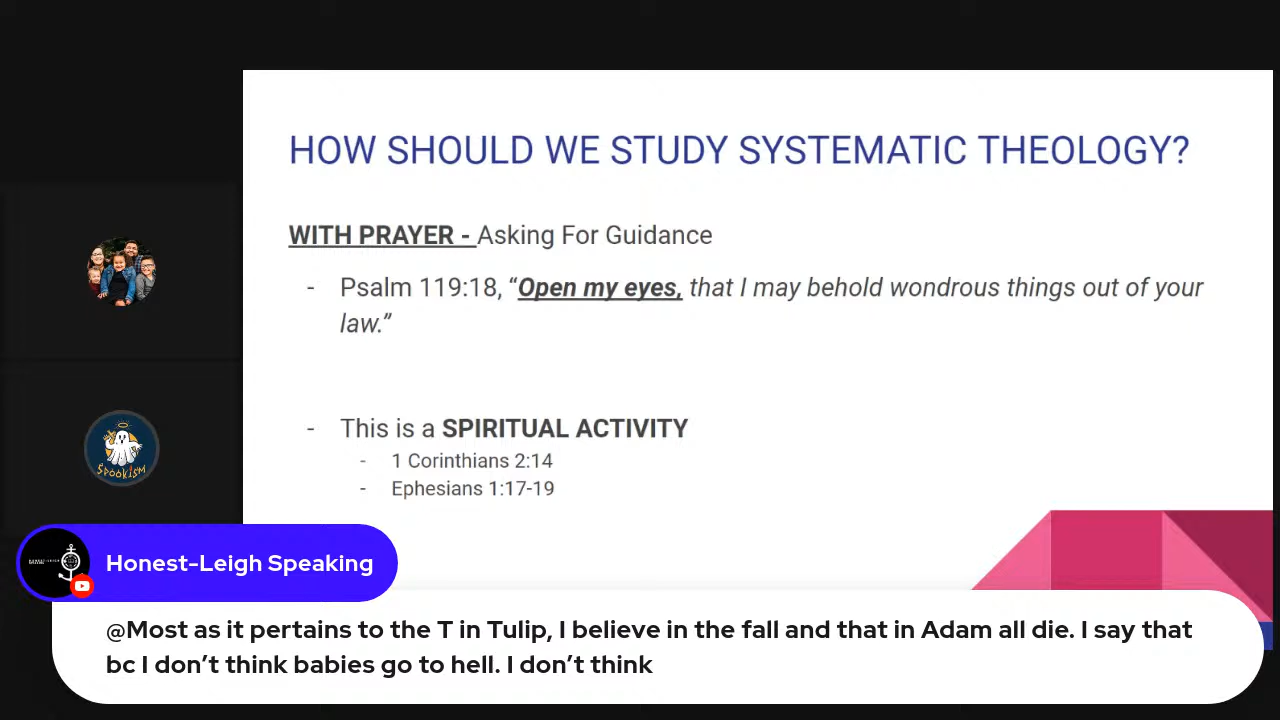 HOW SHOULD WE STUDY SYSTEMATIC THEOLOGY?
WITH PRAYER - Asking For Guidance
- Psalm 119:18, “Open my eyes, that I may behold wondrous things out of your
law.”
- This is a SPIRITUAL ACTIVITY
- 1 Corinthians 2:14
- Ephesians 1:17-19
SPOOKISM
Honest-Leigh Speaking
@Most as it pertains to the T in Tulip, I believe in the fall and that in Adam all die. I say that
bc I don’t think babies go to hell. I don’t think